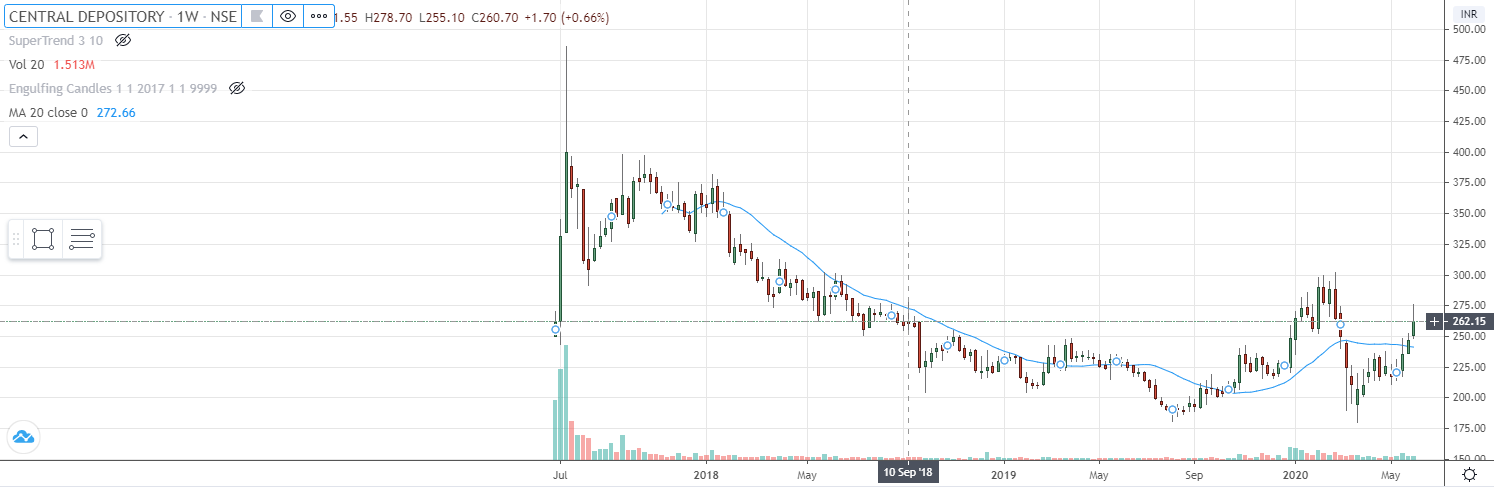 CENTRAL DEPOSITORY · 1W · NSE 1.55 H278.70 L255.10 C260.70 +1.70 (+0.66%)
INR
SuperTrend 3 10
Vol 20 1.513M
Engulfing Candles 1 1 2017 1 1 9999
MA 20 close 0 272.66
500.00
475.00
450.00
425.00
400.00
375.00
350.00
325.00
300.00
275.00
262.15
250.00
225.00
200.00
175.00
150.00
Jul 2018 May 10 Sep '18 2019 May Sep 2020 May